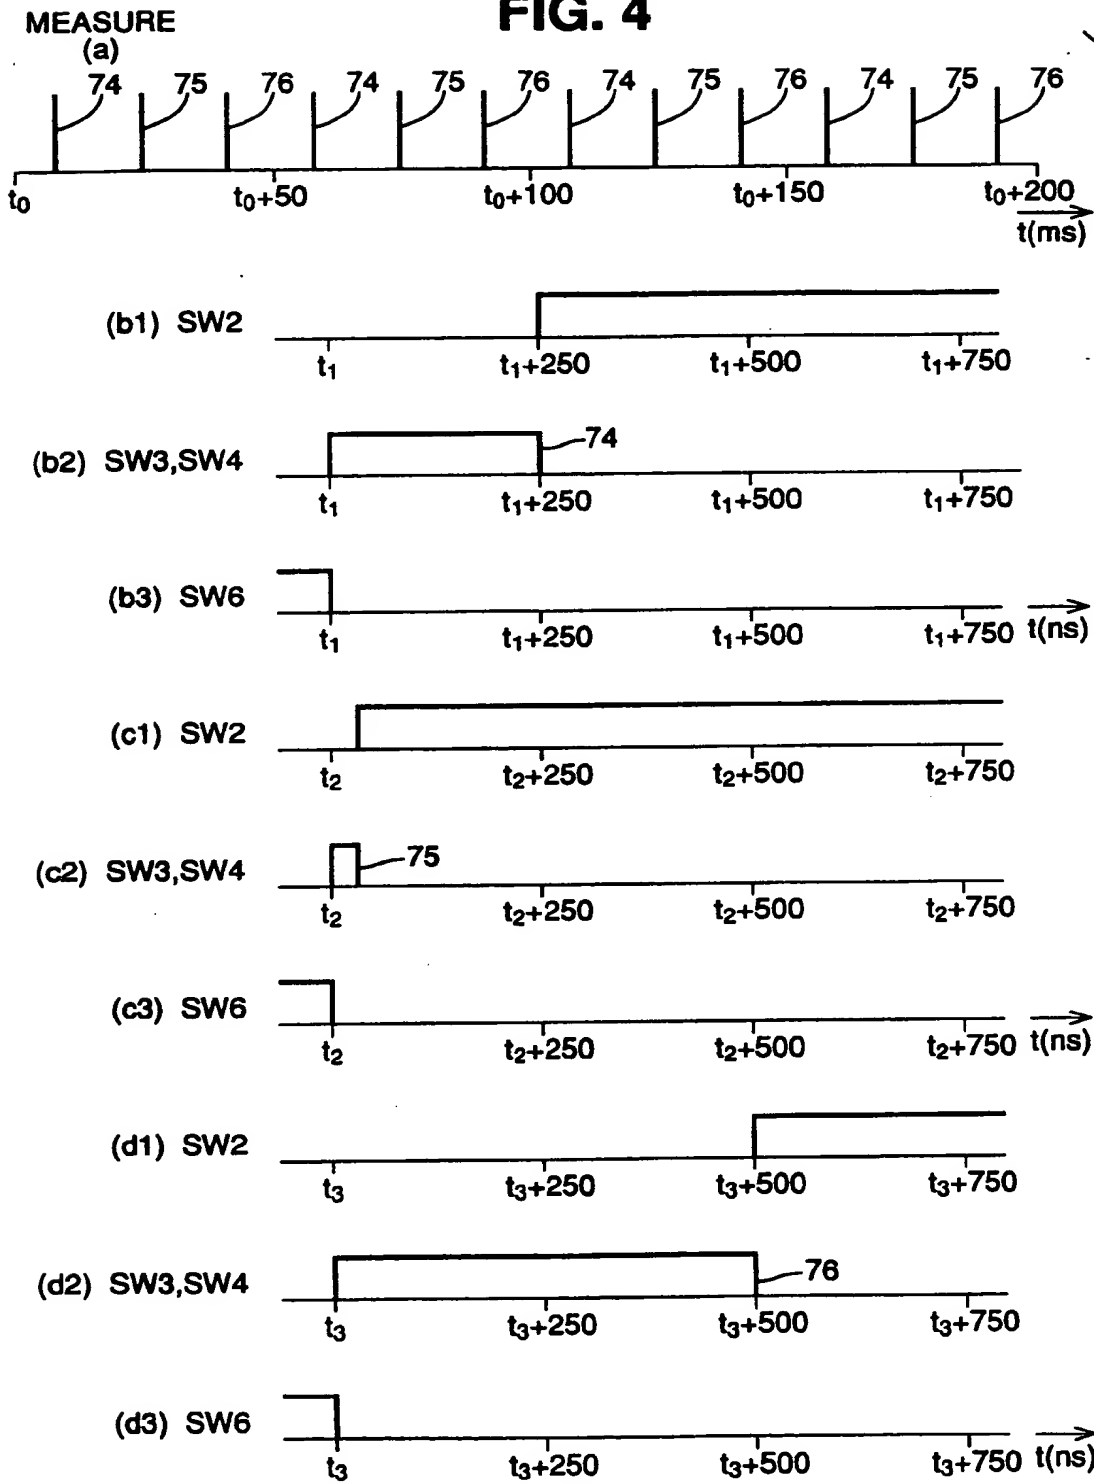 FIG. 4
MEASURE
(a)
74 75 76 74 75 76 74 75 76 74 75 76
t0 t0+50 t0+100 t0+150 t0+200
t(ms)
(b1) SW2
t1 t1+250 t1+500 t1+750
(b2) SW3,SW4
74
t1 t1+250 t1+500 t1+750
(b3) SW6
t1 t1+250 t1+500 t1+750 t(ns)
(c1) SW2
t2 t2+250 t2+500 t2+750
(c2) SW3,SW4
75
t2 t2+250 t2+500 t2+750
(c3) SW6
t2 t2+250 t2+500 t2+750 t(ns)
(d1) SW2
t3 t3+250 t3+500 t3+750
(d2) SW3,SW4
76
t3 t3+250 t3+500 t3+750
(d3) SW6
t3 t3+250 t3+500 t3+750 t(ns)